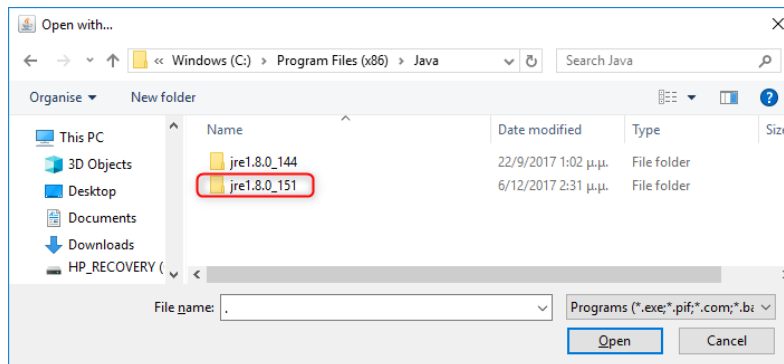 Open with...
« Windows (C:) › Program Files (x86) › Java
Search Java
Organise
New folder
This PC
3D Objects
Desktop
Documents
Downloads
HP_RECOVERY (
Name Date modified Type Siz
jre1.8.0_144 22/9/2017 1:02 μ.μ. File folder
jre1.8.0_151 6/12/2017 2:31 μ.μ. File folder
File name: .
Programs (*.exe;*.pif;*.com;*.ba
Open Cancel